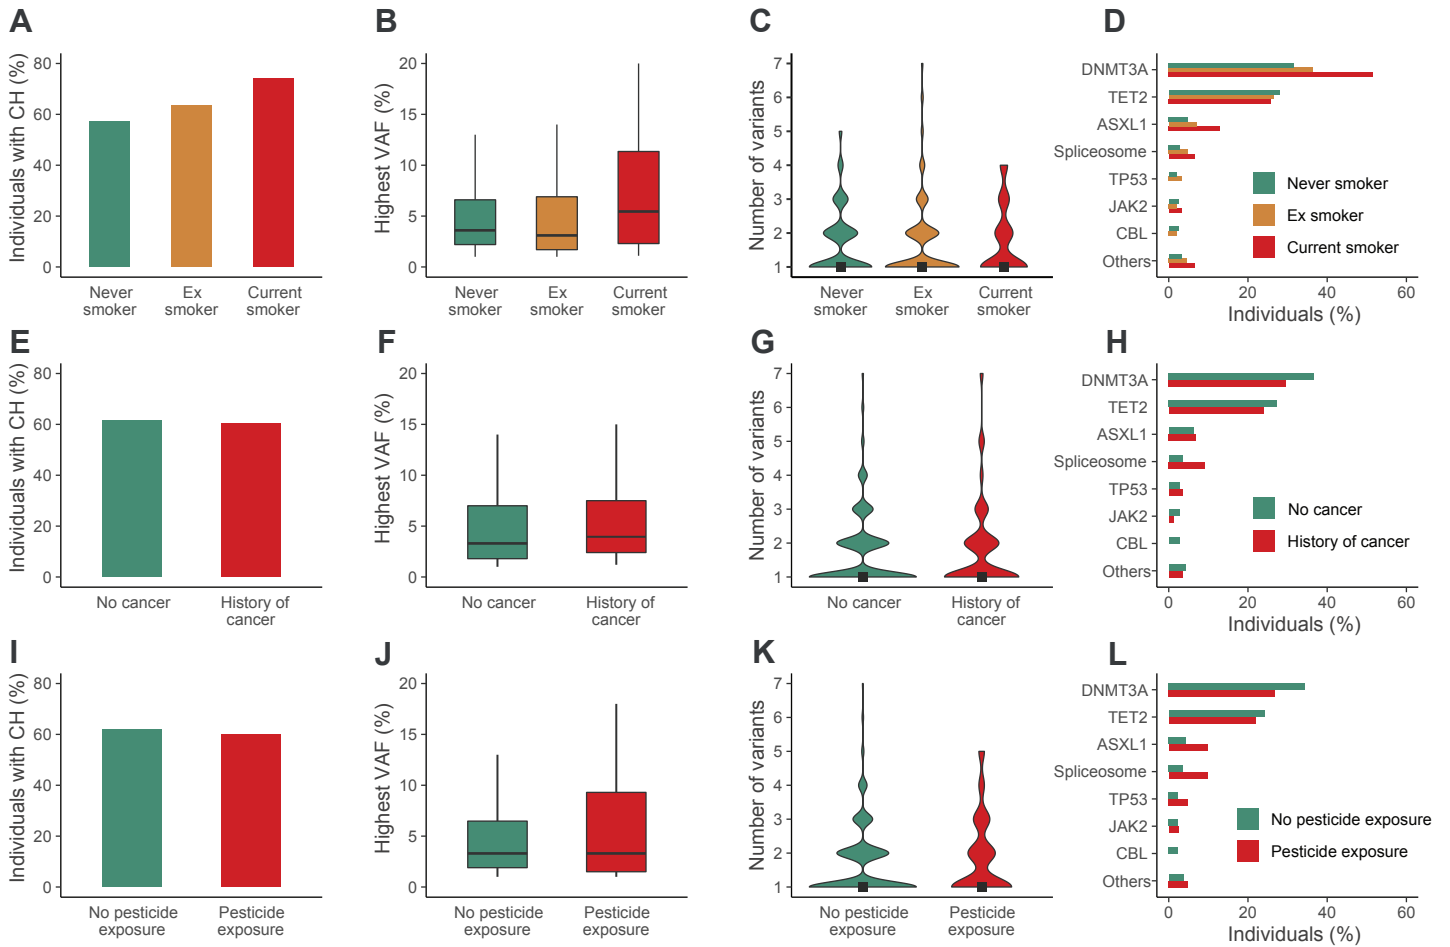 A
Individuals with CH (%)
80
60
40
20
0
Never
smoker
Ex
smoker
Current
smoker
B
Highest VAF (%)
20
15
10
5
0
Never
smoker
Ex
smoker
Current
smoker
C
Number of variants
7
6
5
4
3
2
1
Never
smoker
Ex
smoker
Current
smoker
D
DNMT3A
TET2
ASXL1
Spliceosome
TP53
JAK2
CBL
Others
Never smoker
Ex smoker
Current smoker
0 20 40 60
Individuals (%)
E
Individuals with CH (%)
80
60
40
20
0
No cancer
History of
cancer
F
Highest VAF (%)
20
15
10
5
0
No cancer
History of
cancer
G
Number of variants
7
6
5
4
3
2
1
No cancer
History of
cancer
H
DNMT3A
TET2
ASXL1
Spliceosome
TP53
JAK2
CBL
Others
No cancer
History of cancer
0 20 40 60
Individuals (%)
I
Individuals with CH (%)
80
60
40
20
0
No pesticide
exposure
Pesticide
exposure
J
Highest VAF (%)
20
15
10
5
0
No pesticide
exposure
Pesticide
exposure
K
Number of variants
7
6
5
4
3
2
1
No pesticide
exposure
Pesticide
exposure
L
DNMT3A
TET2
ASXL1
Spliceosome
TP53
JAK2
CBL
Others
No pesticide exposure
Pesticide exposure
0 20 40 60
Individuals (%)